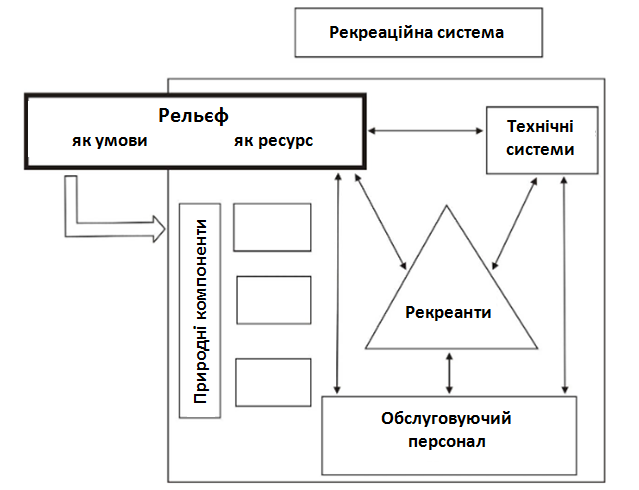 Рекреаційна система
Рельєф
як умови
як ресурс
Технічні
системи
Природні компоненти
Рекреанти
Обслуговуючий
персонал